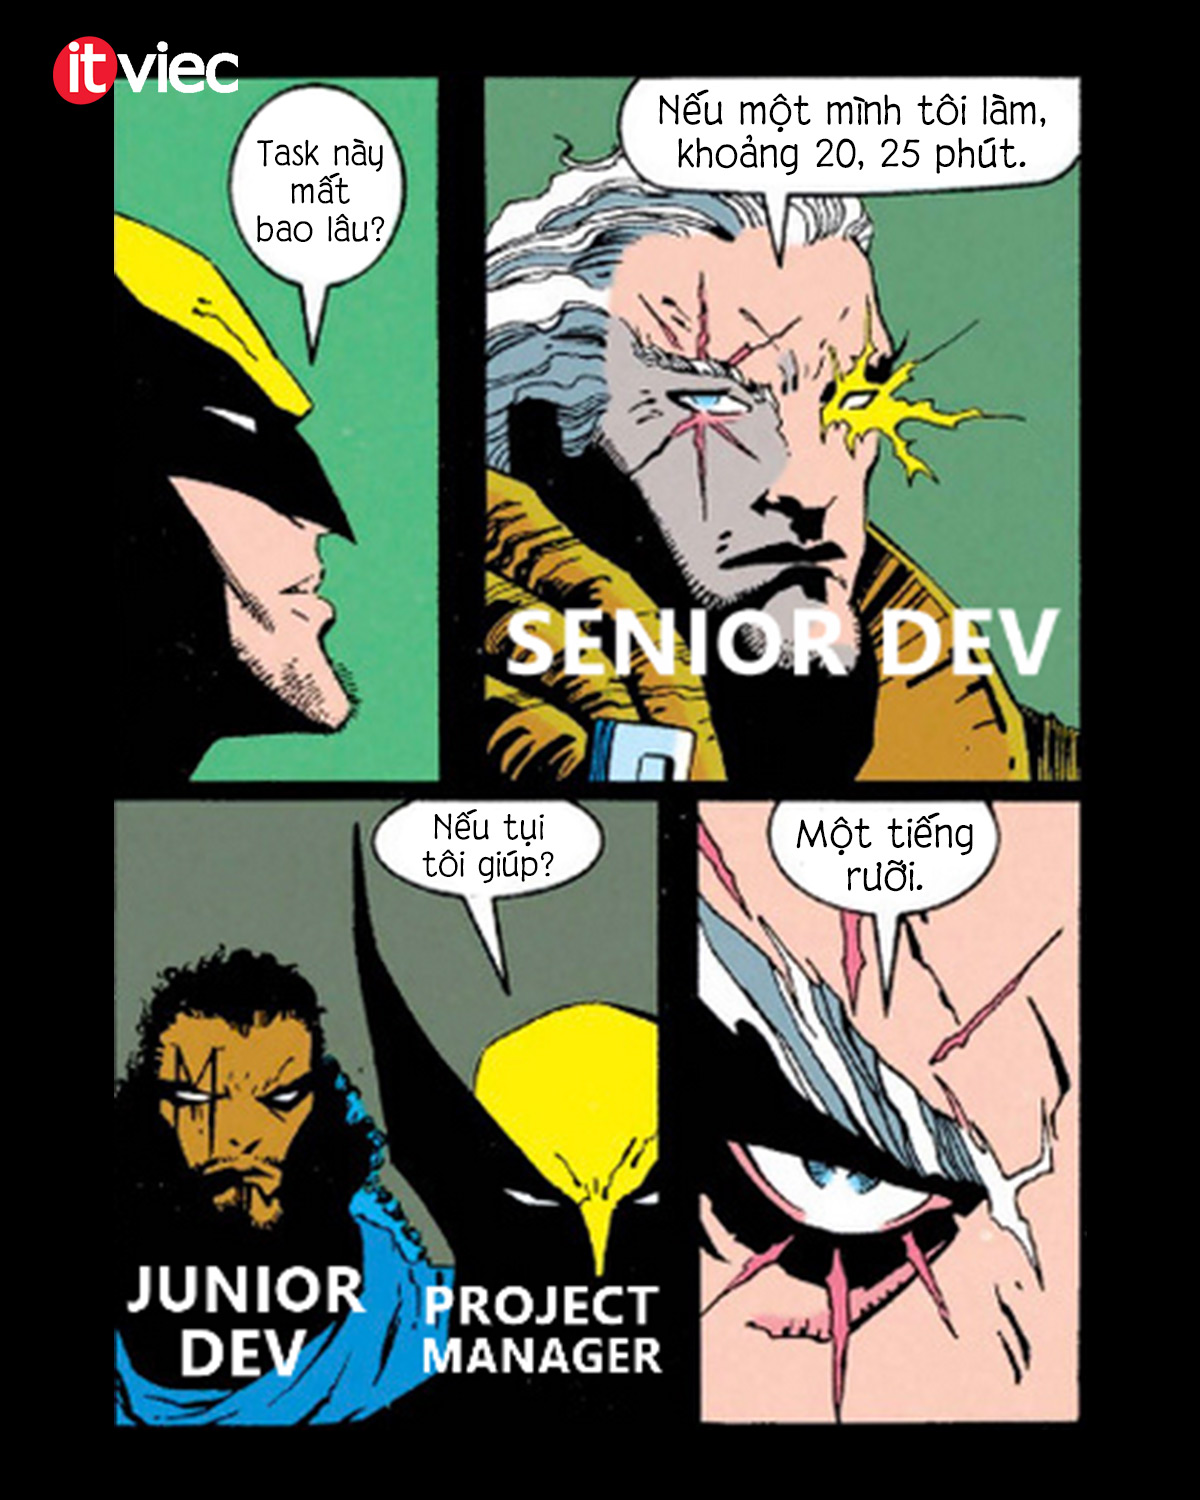 itviec
Task này
mất
bao lâu?
Nếu một mình tôi làm,
khoảng 20, 25 phút.
SENIOR DEV
Nếu tụi
tôi giúp?
JUNIOR
DEV
PROJECT
MANAGER
Một tiếng
rưỡi.